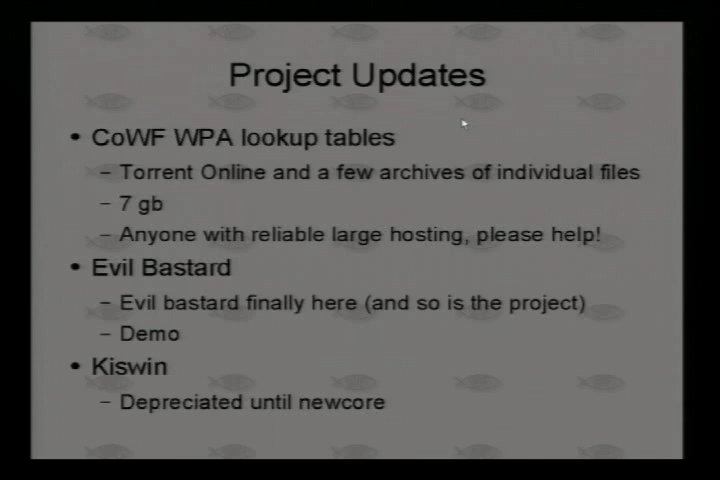 Project Updates
• CoWF WPA lookup tables
– Torrent Online and a few archives of individual files
– 7 gb
– Anyone with reliable large hosting, please help!
• Evil Bastard
– Evil bastard finally here (and so is the project)
– Demo
• Kiswin
– Depreciated until newcore